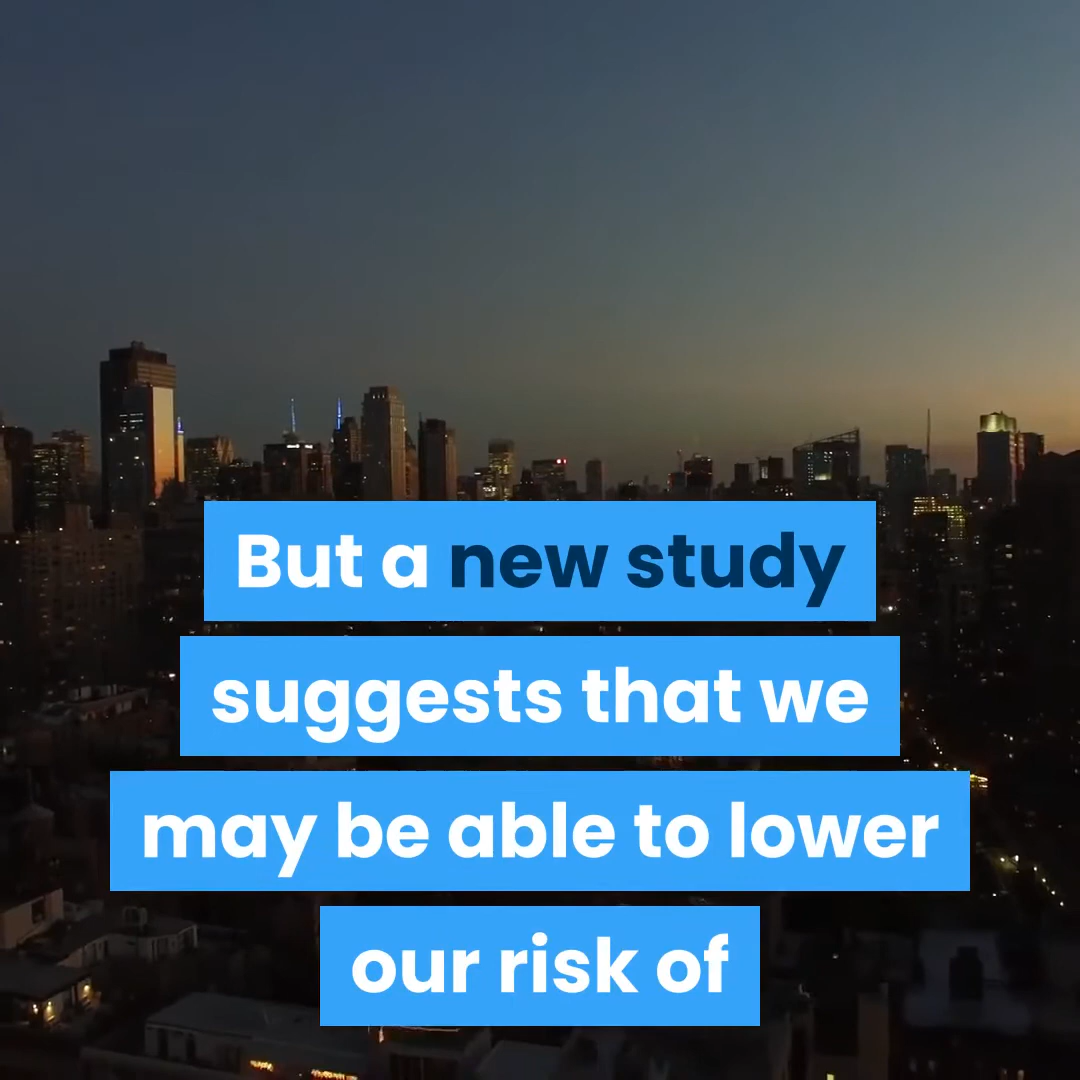 But a new study
suggests that we
may be able to lower
our risk of